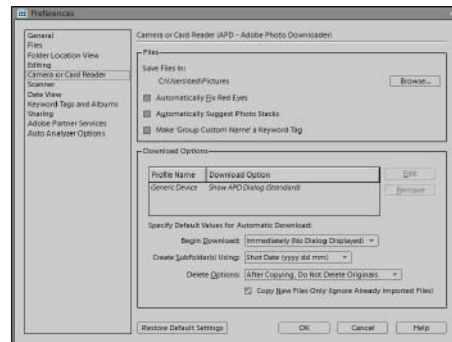 Preferences
General
Files
Folder Location View
Editing
Camera or Card Reader
Scanner
Date View
Keyword Tags and Albums
Sharing
Adobe Partner Services
Auto Analyzer Options
Camera or Card Reader (APD - Adobe Photo Downloader)
Files
Save Files In:
C:\Users\ted\Pictures
Browse...
Automatically Fix Red Eyes
Automatically Suggest Photo Stacks
Make 'Group Custom Name' a Keyword Tag
Download Options
Profile Name Download Option
Generic Device Show APD Dialog (Standard)
Edit
Remove
Specify Default Values for Automatic Download:
Begin Download: Immediately (No Dialog Displayed)
Create Subfolder(s) Using: Shot Date (yyyy dd mm)
Delete Options: After Copying, Do Not Delete Originals
Copy New Files Only (Ignore Already Imported Files)
Restore Default Settings
OK
Cancel
Help